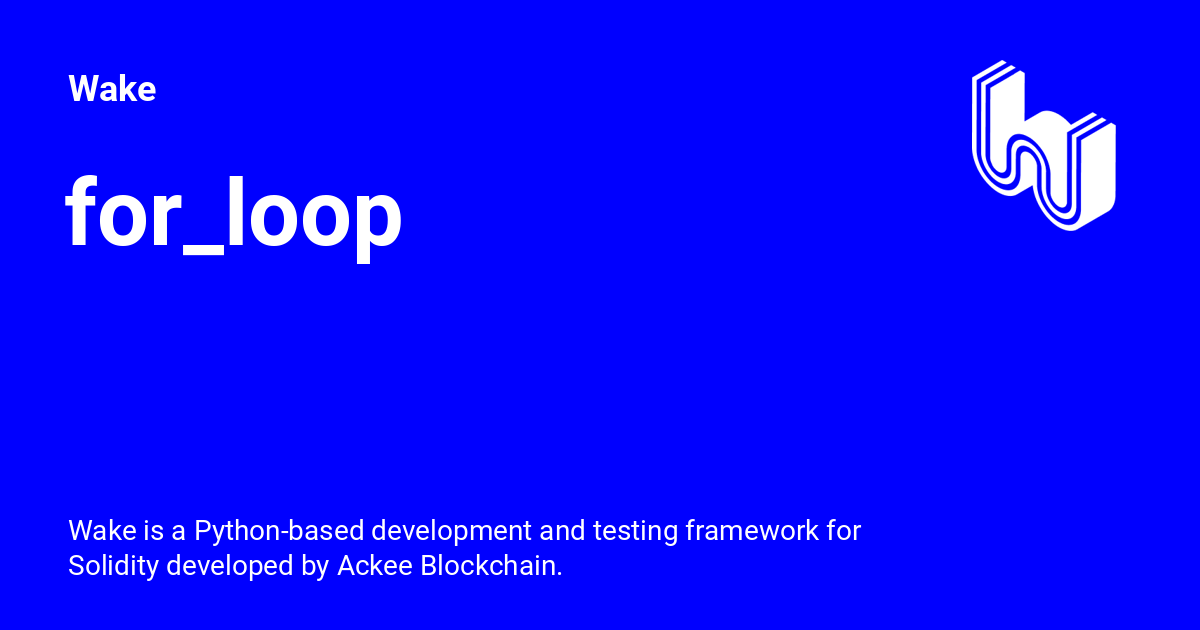 Wake
for_loop
Wake is a Python-based development and testing framework for
Solidity developed by Ackee Blockchain.